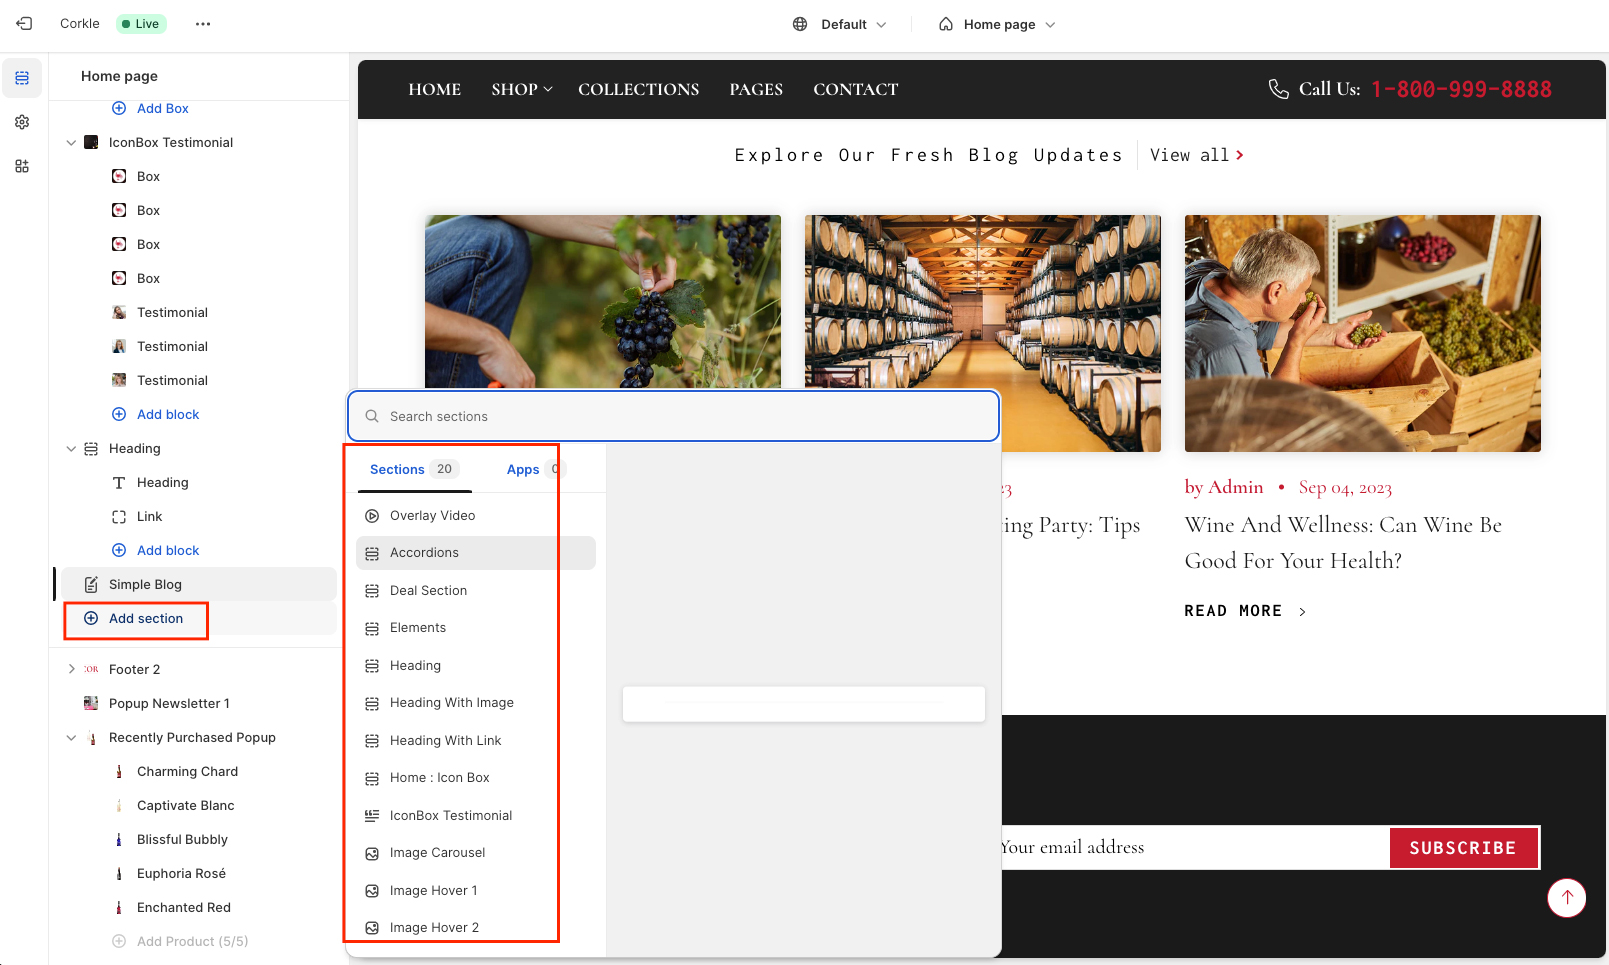 Corkle
Live
Default
Home page
Home page
Add Box
IconBox Testimonial
Box
Box
Box
Box
Testimonial
Testimonial
Testimonial
Add block
Heading
Heading
Link
Add block
Simple Blog
Add section
Footer 2
Popup Newsletter 1
Recently Purchased Popup
Charming Chard
Captivate Blanc
Blissful Bubbly
Euphoria Rosé
Enchanted Red
Add Product (5/5)
HOME SHOP COLLECTIONS PAGES CONTACT
Call Us: 1-800-999-8888
Explore Our Fresh Blog Updates
View all
Search sections
Sections 20
Apps 0
Overlay Video
Accordions
Deal Section
Elements
Heading
Heading With Image
Heading With Link
Home : Icon Box
IconBox Testimonial
Image Carousel
Image Hover 1
Image Hover 2
Party: Tips
by Admin • Sep 04, 2023
Wine And Wellness: Can Wine Be
Good For Your Health?
READ MORE
Your email address
SUBSCRIBE